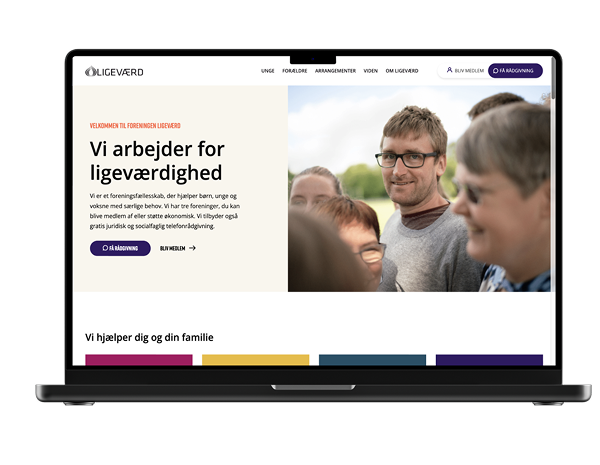 LIGEVÆRD
UNGE FORÆLDRE ARRANGEMENTER VIDEN OM LIGEVÆRD
BLIV MEDLEM
FÅ RÅDGIVNING
VELKOMMEN TIL FORENINGEN LIGEVÆRD
Vi arbejder for
ligeværdighed
Vi er et foreningsfællesskab, der hjælper børn, unge og
voksne med særlige behov. Vi har tre foreninger, du kan
blive medlem af eller støtte økonomisk. Vi tilbyder også
gratis juridisk og socialfaglig telefonrådgivning.
FÅ RÅDGIVNING
BLIV MEDLEM
Vi hjælper dig og din familie